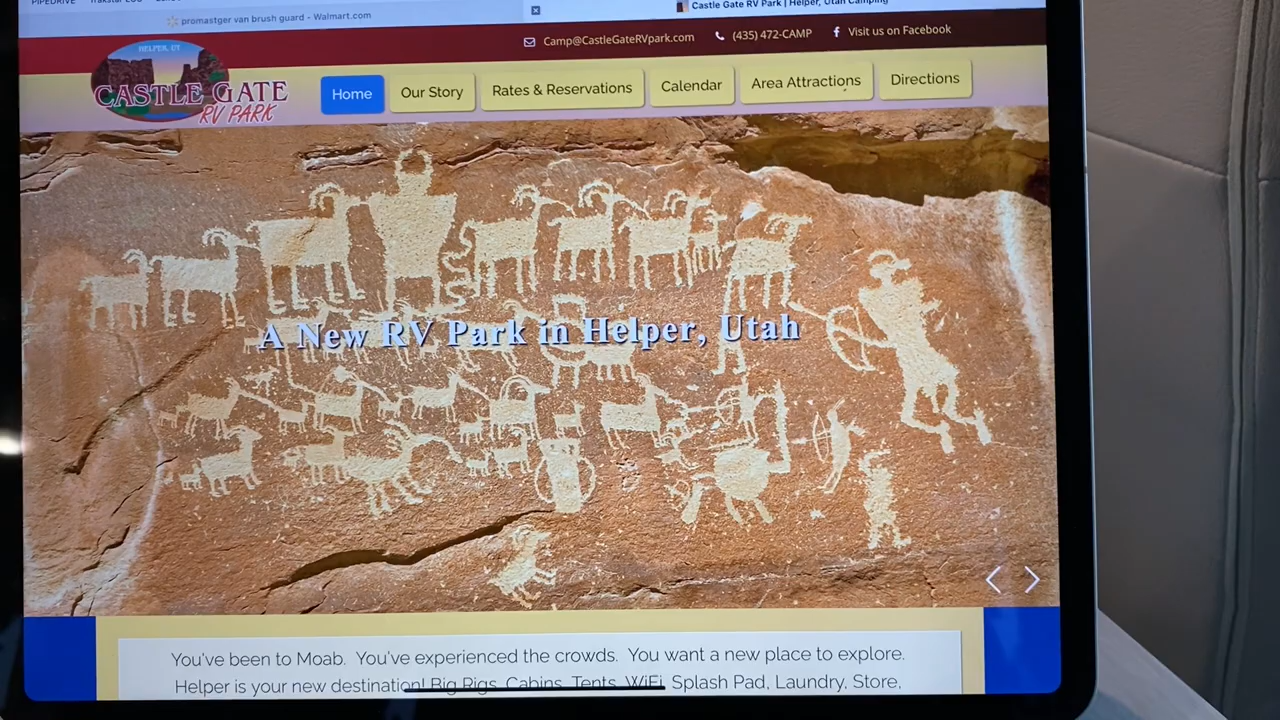 PIPEDRIVE
promastger van brush guard - Walmart.com
Castle Gate RV Park | Helper, Utah Camping
Camp@CastleGateRVpark.com
(435) 472-CAMP
Visit us on Facebook
HELPER, UT
CASTLE GATE
RV PARK
Home
Our Story
Rates & Reservations
Calendar
Area Attractions
Directions
A New RV Park in Helper, Utah
You've been to Moab. You've experienced the crowds. You want a new place to explore.
Helper is your new destination! Big Rigs, Cabins, Tents, WiFi, Splash Pad, Laundry, Store,